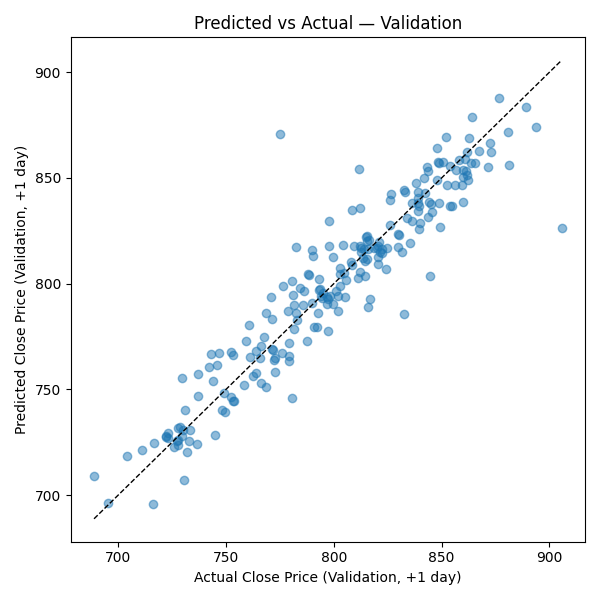 Predicted vs Actual — Validation
Predicted Close Price (Validation, +1 day)
900
850
800
750
700
700 750 800 850 900
Actual Close Price (Validation, +1 day)